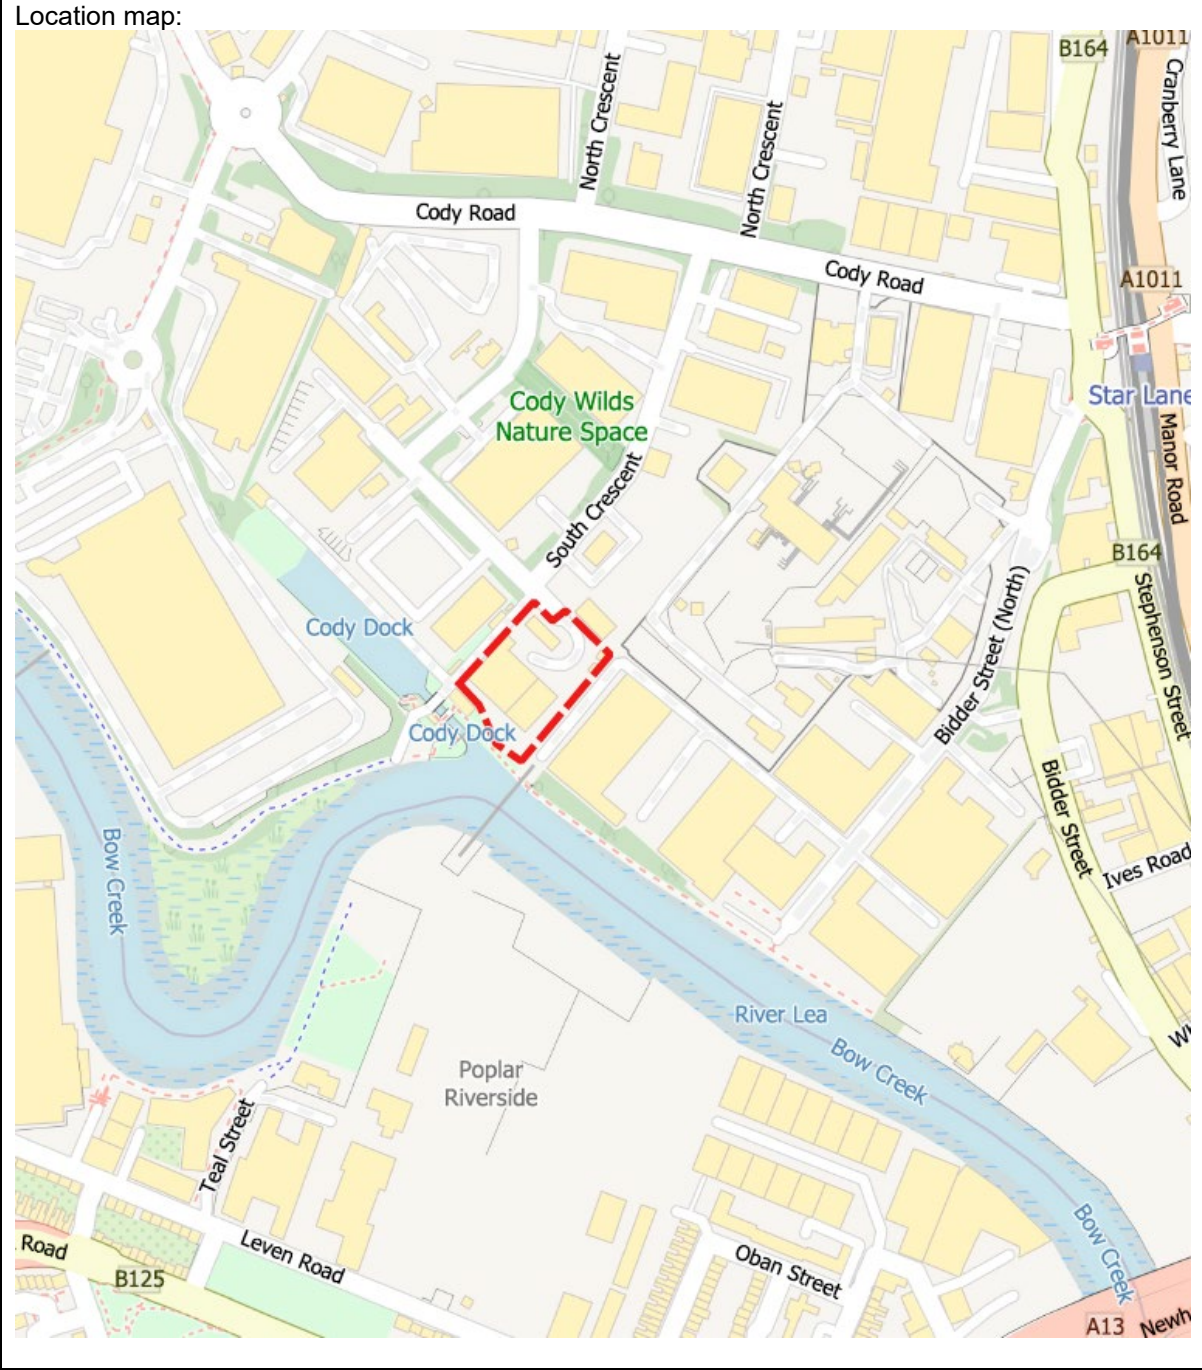 Location map:
B164
A1011
Cranberry Lane
North Crescent
North Crescent
Cody Road
Cody Road
A1011
Star Lane
Manor Road
Cody Wilds
Nature Space
South Crescent
B164
Stephenson Street
Bidder Street (North)
Cody Dock
Cody Dock
Bidder Street
Ives Road
Bow Creek
River Lea
Bow Creek
Poplar
Riverside
Teal Street
Leven Road
Road
B125
Oban Street
Bow Creek
A13